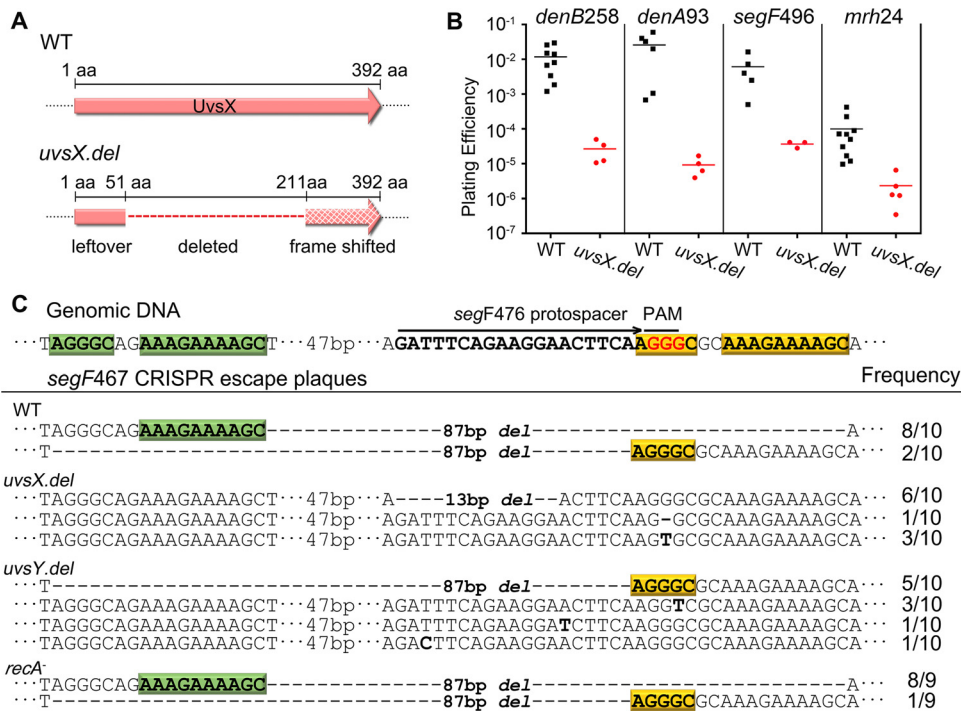 A
WT
1 aa 392 aa
UvsX
uvsX.del
1 aa 51 aa 211aa 392 aa
leftover deleted frame shifted
B
denB258 denA93 segF496 mrh24
Plating Efficiency
10-1
10-2
10-3
10-4
10-5
10-6
10-7
WT uvsX.del WT uvsX.del WT uvsX.del WT uvsX.del
C
Genomic DNA segF476 protospacer PAM
···TAGGGCAGAAAGAAAAGCT···47bp···AGATTTCAGAAGGAACTTCAAGGGCGCAAAGAAAAGCA···
segF467 CRISPR escape plaques Frequency
WT
···TAGGGCAGAAAGAAAAGC--------------------87bp del----------------------------------A··· 8/10
···T------------------------------------------87bp del----------AGGGCGCAAAGAAAAGCA··· 2/10
uvsX.del
···TAGGGCAGAAAGAAAAGCT···47bp···A----13bp del--ACTTCAAGGGCGCAAAGAAAAGCA··· 6/10
···TAGGGCAGAAAGAAAAGCT···47bp···AGATTTCAGAAGGAACTTCAAG-GCGCAAAGAAAAGCA··· 1/10
···TAGGGCAGAAAGAAAAGCT···47bp···AGATTTCAGAAGGAACTTCAAGTGCGCAAAGAAAAGCA··· 3/10
uvsY.del
···T------------------------------------------87bp del----------AGGGCGCAAAGAAAAGCA··· 5/10
···TAGGGCAGAAAGAAAAGCT···47bp···AGATTTCAGAAGGAACTTCAAGGTCGCAAAGAAAAGCA··· 3/10
···TAGGGCAGAAAGAAAAGCT···47bp···AGATTTCAGAAGGATCTTCAAGGGCGCAAAGAAAAGCA··· 1/10
···TAGGGCAGAAAGAAAAGCT···47bp···AGACTTCAGAAGGAACTTCAAGGGCGCAAAGAAAAGCA··· 1/10
recA-
···TAGGGCAGAAAGAAAAGC--------------------87bp del----------------------------------A··· 8/9
···T------------------------------------------87bp del----------AGGGCGCAAAGAAAAGCA··· 1/9